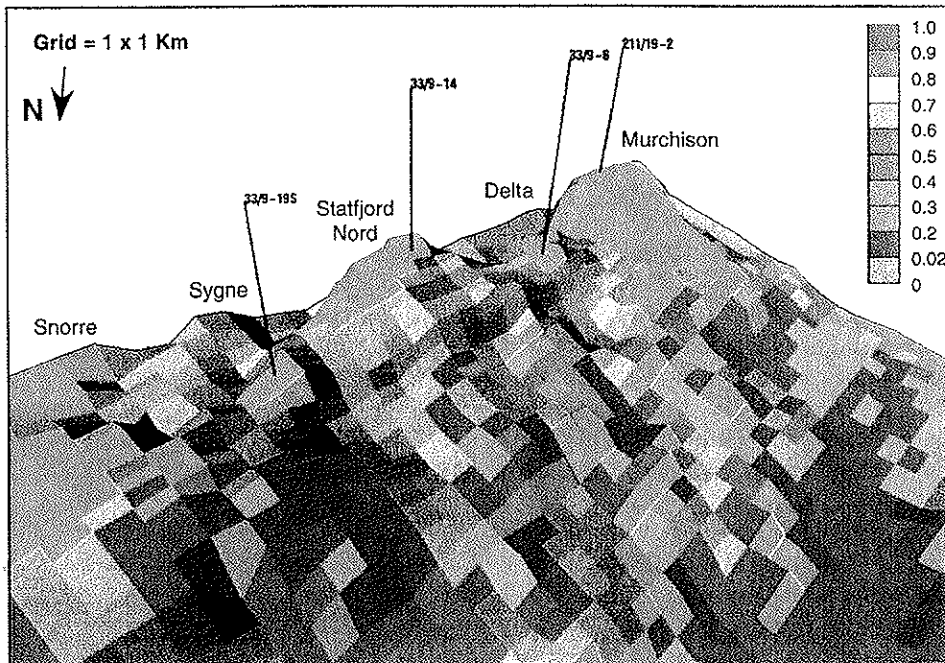 Grid = 1 x 1 Km
N
33/9-14
33/9-8
211/19-2
Murchison
Delta
33/9-19S
Statfjord
Nord
Sygne
Snorre
1.0
0.9
0.8
0.7
0.6
0.5
0.4
0.3
0.2
0.02
0